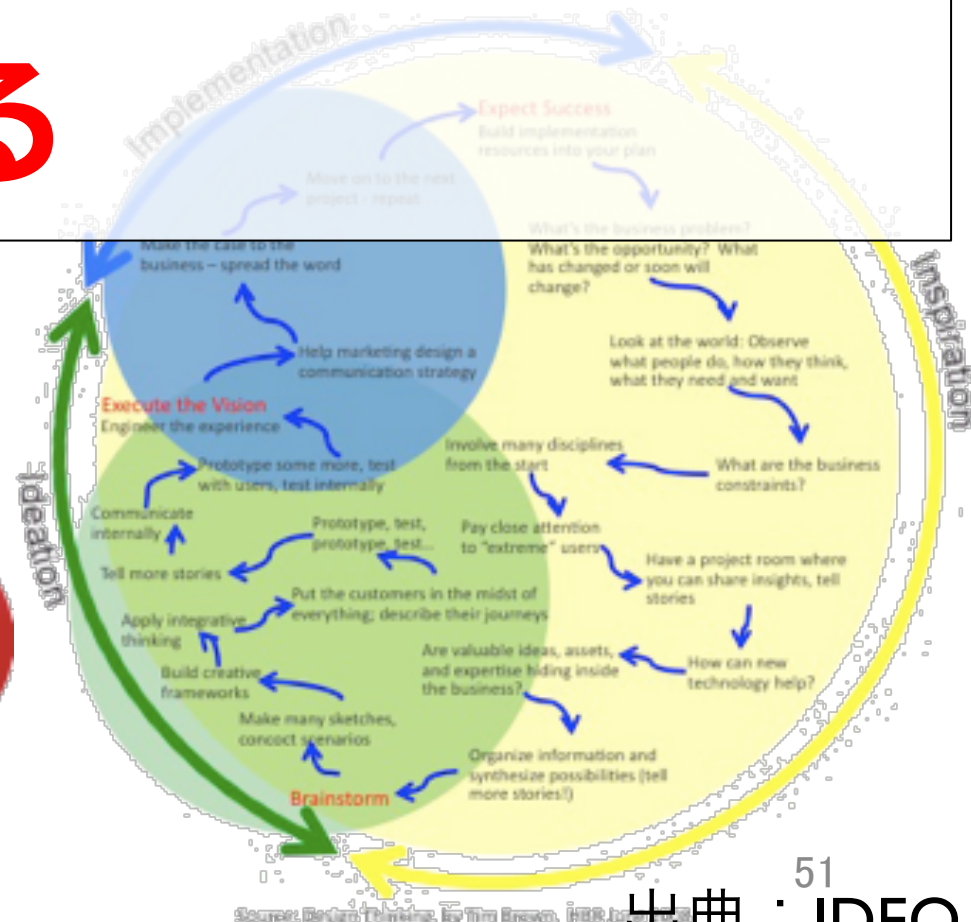 る
Implementation
Expect Success
Build implementation
resources into your plan
Move on to the next
project - repeat
What's the business problem?
What's the opportunity? What
has changed or soon will
change?
Make the case to the
business – spread the word
Inspiration
Look at the world: Observe
what people do, how they think,
what they need and want
Help marketing design a
communication strategy
Execute the Vision
Engineer the experience
Involve many disciplines
from the start
What are the business
constraints?
Prototype some more, test
with users, test internally
Ideation
Communicate
internally
Prototype, test,
prototype, test...
Pay close attention
to "extreme" users
Have a project room where
you can share insights, tell
stories
Tell more stories
Put the customers in the midst of
everything; describe their journeys
Apply integrative
thinking
Are valuable ideas, assets,
and expertise hiding inside
the business?
How can new
technology help?
Build creative
frameworks
Make many sketches,
concoct scenarios
Organize information and
synthesize possibilities (tell
more stories!)
Brainstorm
51
Source: Design Thinking, by Tim Brown, HBR
出典：IDEO